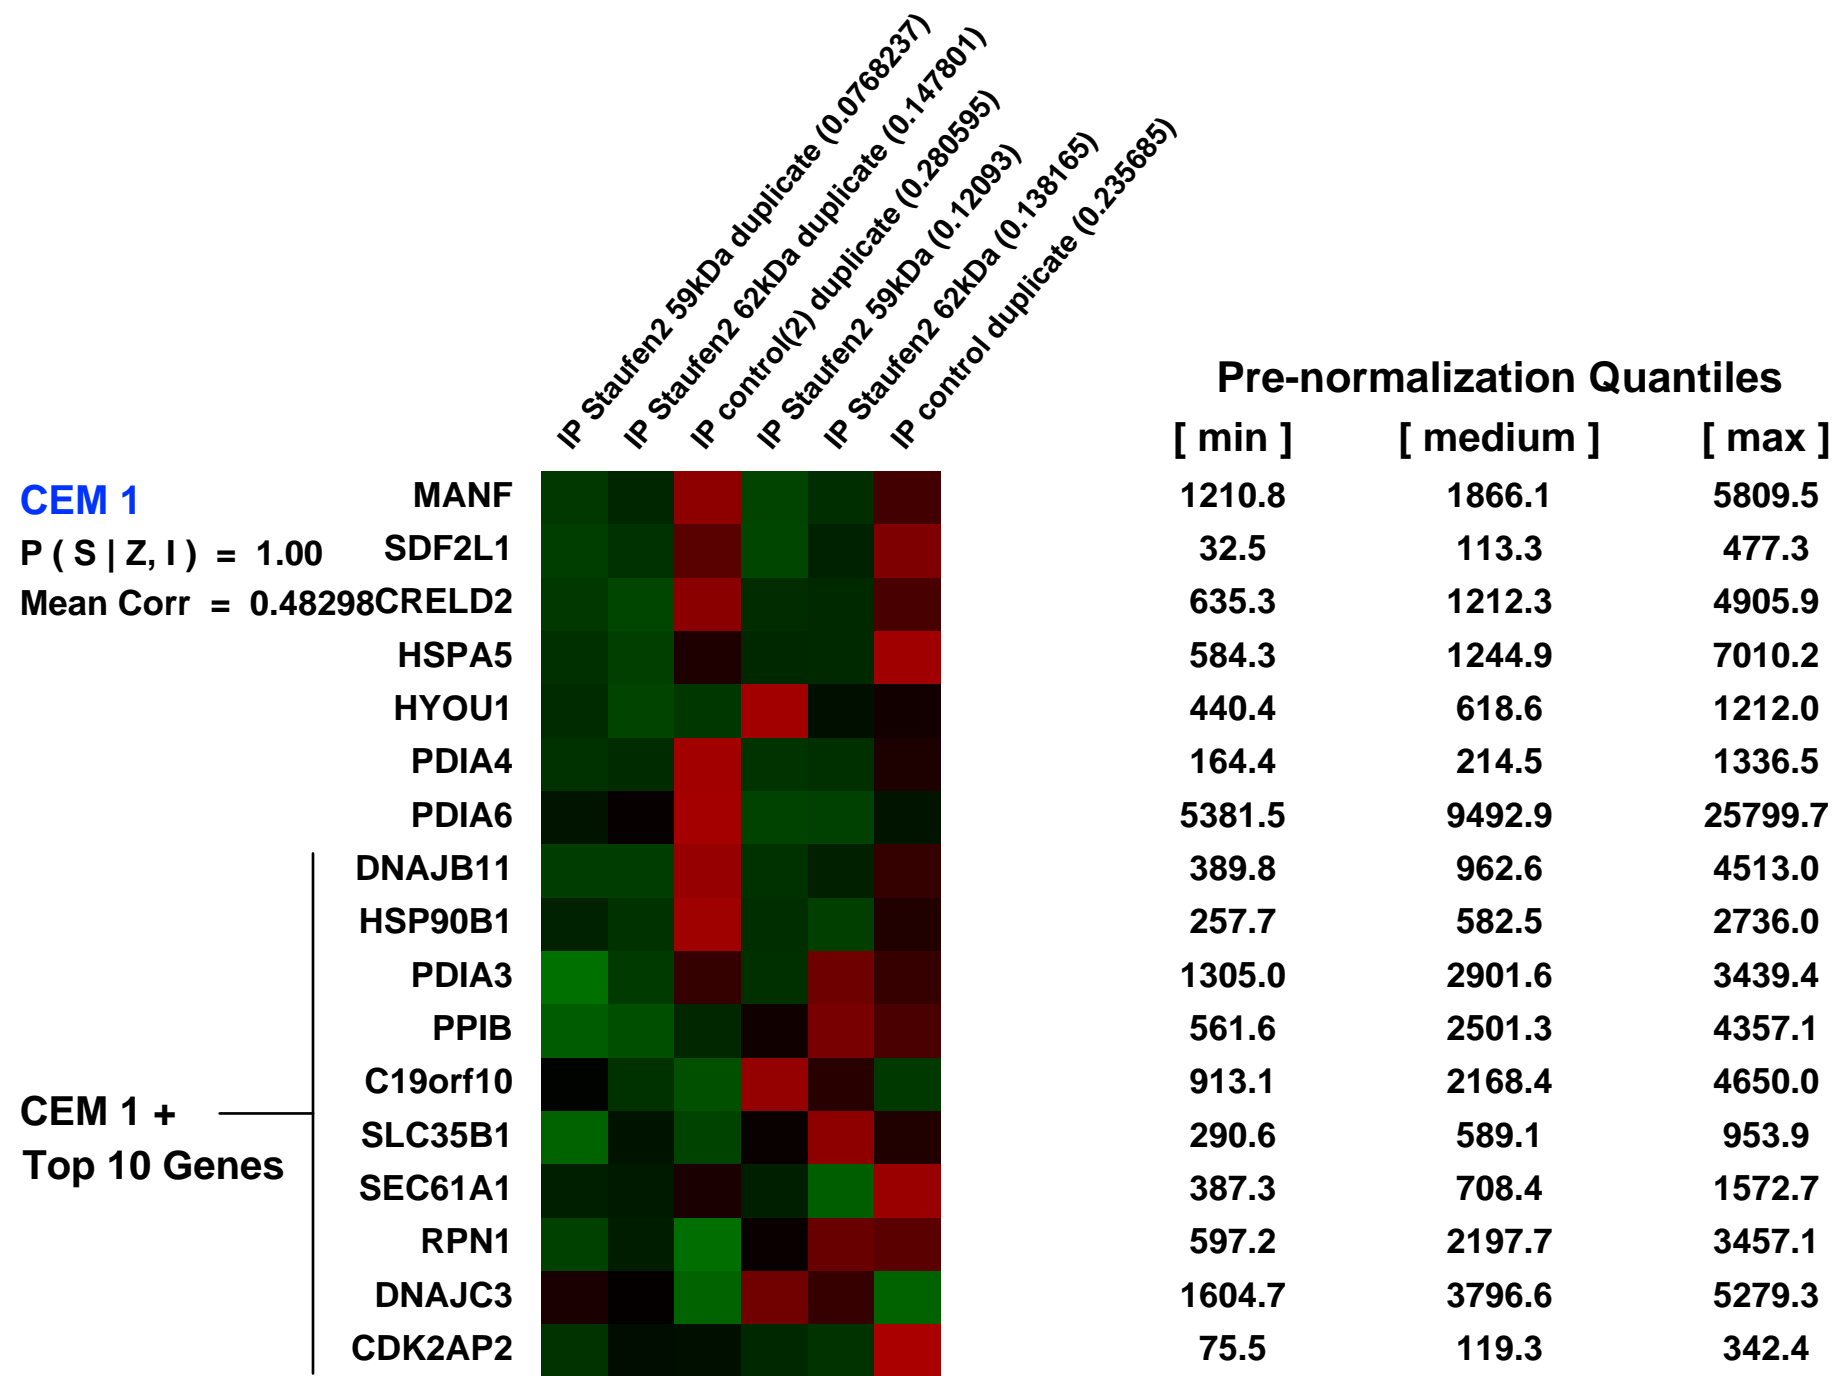 IP Staufen2 59kDa duplicate (0.0768237)
IP Staufen2 62kDa duplicate (0.147801)
IP control(2) duplicate (0.280595)
IP Staufen2 59kDa (0.12093)
IP Staufen2 62kDa (0.138165)
IP control duplicate (0.235685)
Pre-normalization Quantiles
[ min ] [ medium ] [ max ]
CEM 1 MANF 1210.8 1866.1 5809.5
P ( S | Z, I ) = 1.00 SDF2L1 32.5 113.3 477.3
Mean Corr = 0.48298 CRELD2 635.3 1212.3 4905.9
HSPA5 584.3 1244.9 7010.2
HYOU1 440.4 618.6 1212.0
PDIA4 164.4 214.5 1336.5
PDIA6 5381.5 9492.9 25799.7
DNAJB11 389.8 962.6 4513.0
HSP90B1 257.7 582.5 2736.0
PDIA3 1305.0 2901.6 3439.4
PPIB 561.6 2501.3 4357.1
C19orf10 913.1 2168.4 4650.0
CEM 1 +
SLC35B1 290.6 589.1 953.9
Top 10 Genes
SEC61A1 387.3 708.4 1572.7
RPN1 597.2 2197.7 3457.1
DNAJC3 1604.7 3796.6 5279.3
CDK2AP2 75.5 119.3 342.4